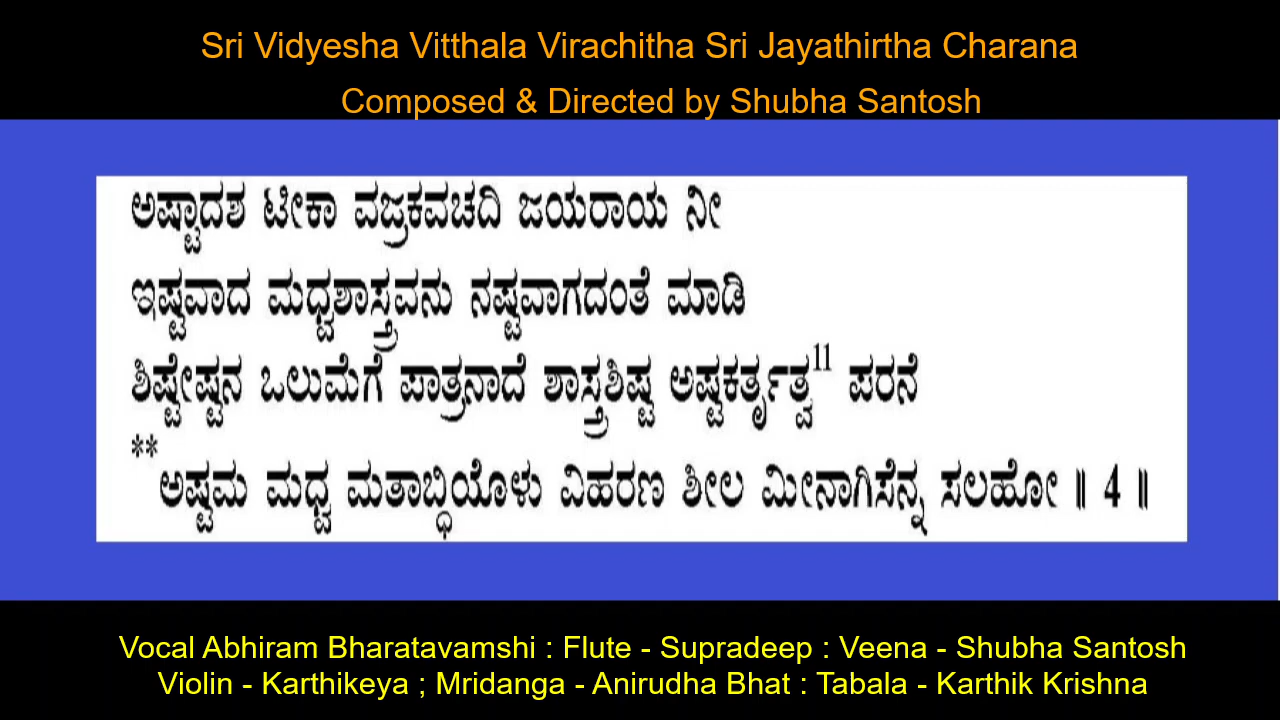 Sri Vidyesha Vitthala Virachitha Sri Jayathirtha Charana
Composed & Directed by Shubha Santosh
ಅಷ್ಟಾದಶ ಟೀಕಾ ವಜ್ರಕವಚದಿ ಜಯರಾಯ ನೀ
ಇಷ್ಟವಾದ ಮಧ್ವಶಾಸ್ತ್ರವನು ನಷ್ಟವಾಗದಂತೆ ಮಾಡಿ
ಶಿಷ್ಟೇಷ್ಟನ ಒಲುಮೆಗೆ ಪಾತ್ರನಾದೆ ಶಾಸ್ತ್ರಶಿಷ್ಟ ಅಷ್ಟಕರ್ತೃತ್ವ11 ಪರನೆ
**ಅಷ್ಟಮ ಮಧ್ವ ಮತಾಬ್ಧಿಯೊಳು ವಿಹರಣ ಶೀಲ ಮೀನಾಗಿಸೆನ್ನ ಸಲಹೋ ॥ 4 ॥
Vocal Abhiram Bharatavamshi : Flute - Supradeep : Veena - Shubha Santosh
Violin - Karthikeya ; Mridanga - Anirudha Bhat : Tabala - Karthik Krishna